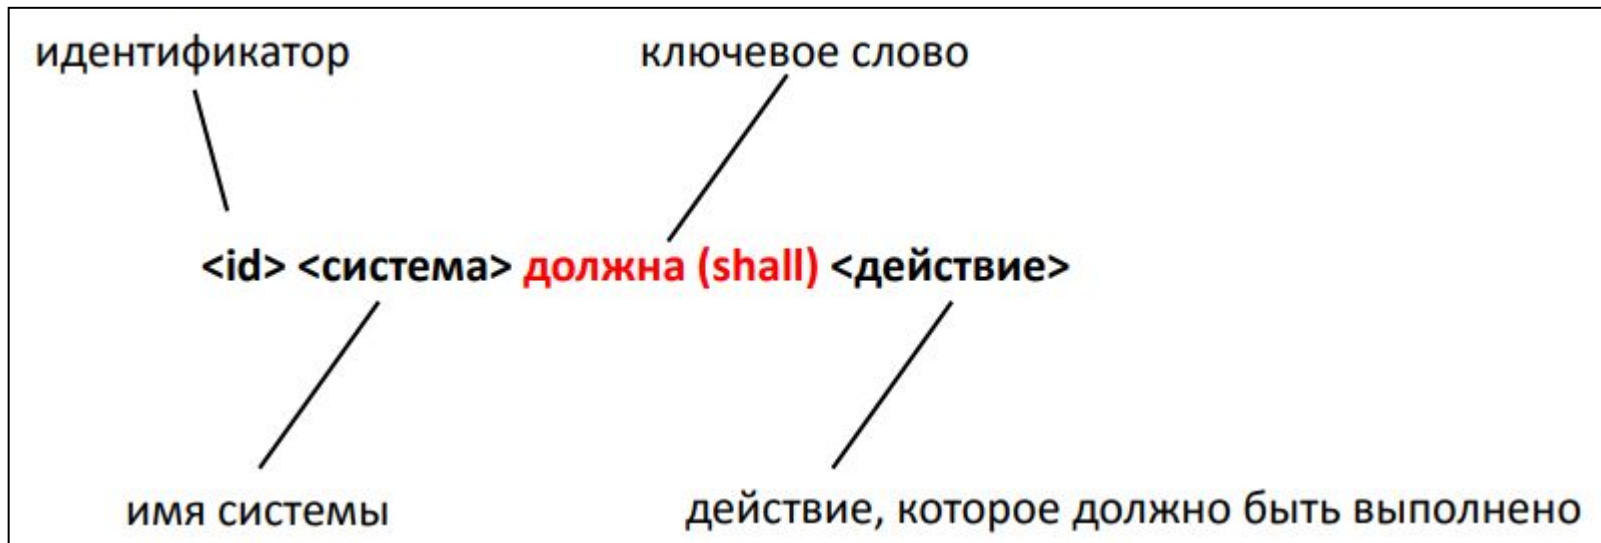 идентификатор
ключевое слово
<id> <система> должна (shall) <действие>
имя системы
действие, которое должно быть выполнено